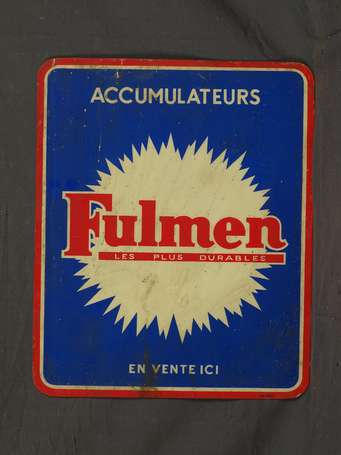 ACCUMULATEURS
Fulmen
LES PLUS DURABLES
EN VENTE ICI